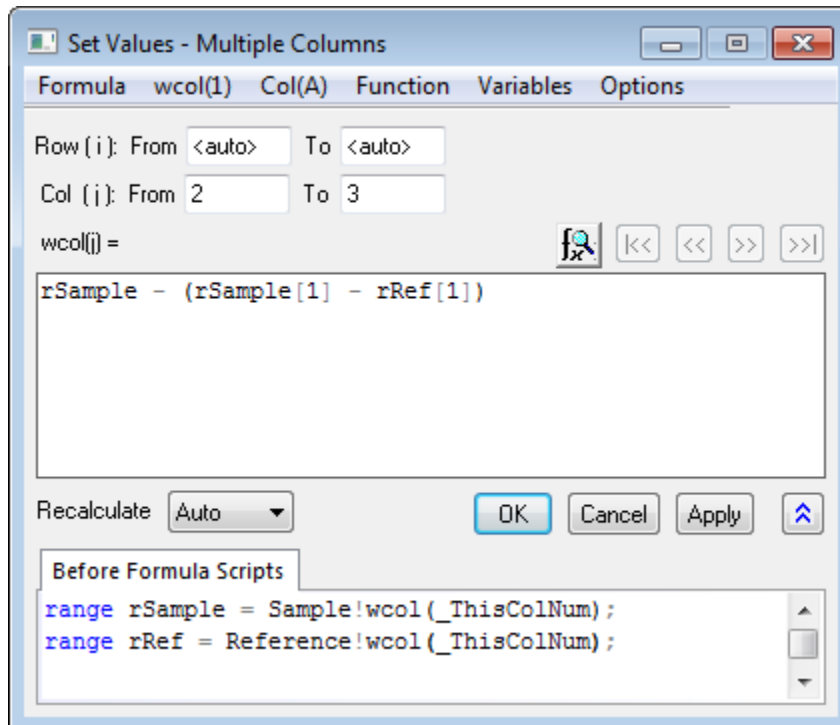 Set Values - Multiple Columns
Formula wcol(1) Col(A) Function Variables Options
Row (i): From <auto> To <auto>
Col (j): From 2 To 3
wcol(j) =
fx |<< << >> >>|
rSample - (rSample[1] - rRef[1])
Recalculate Auto OK Cancel Apply
Before Formula Scripts
range rSample = Sample!wcol(_ThisColNum);
range rRef = Reference!wcol(_ThisColNum);